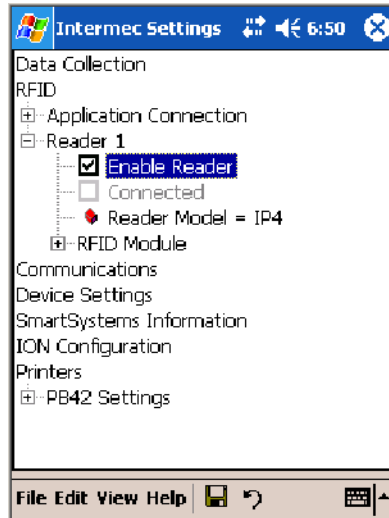 Intermec Settings 6:50
Data Collection
RFID
Application Connection
Reader 1
Enable Reader
Connected
Reader Model = IP4
RFID Module
Communications
Device Settings
SmartSystems Information
ION Configuration
Printers
PB42 Settings
File Edit View Help